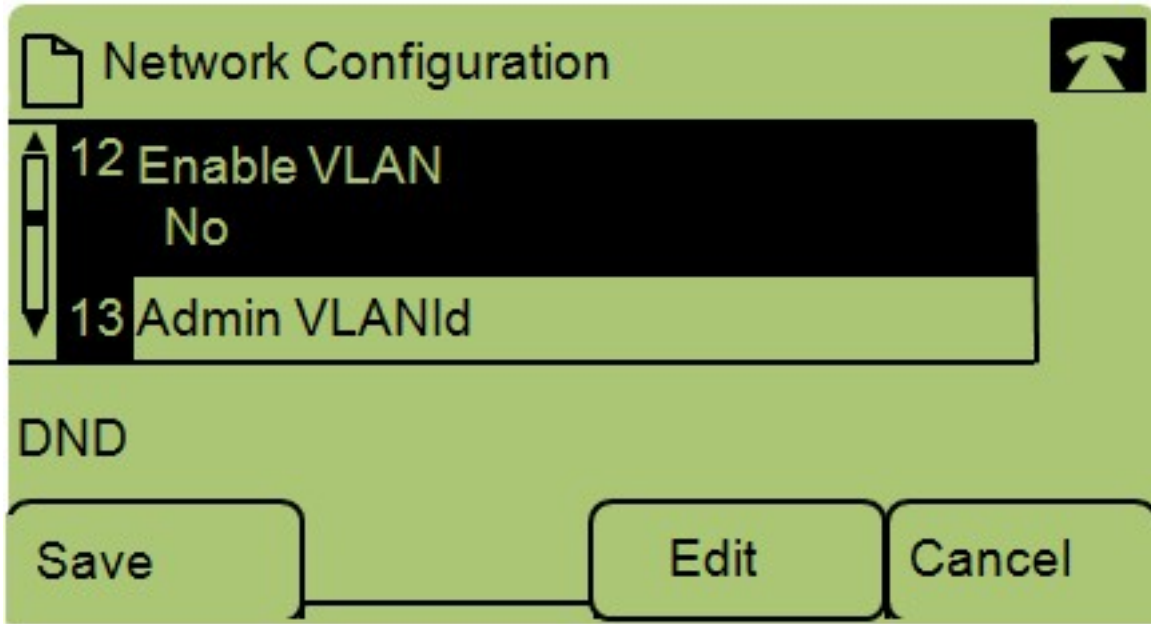 Network Configuration
12 Enable VLAN
No
13 Admin VLANId
DND
Save Edit Cancel